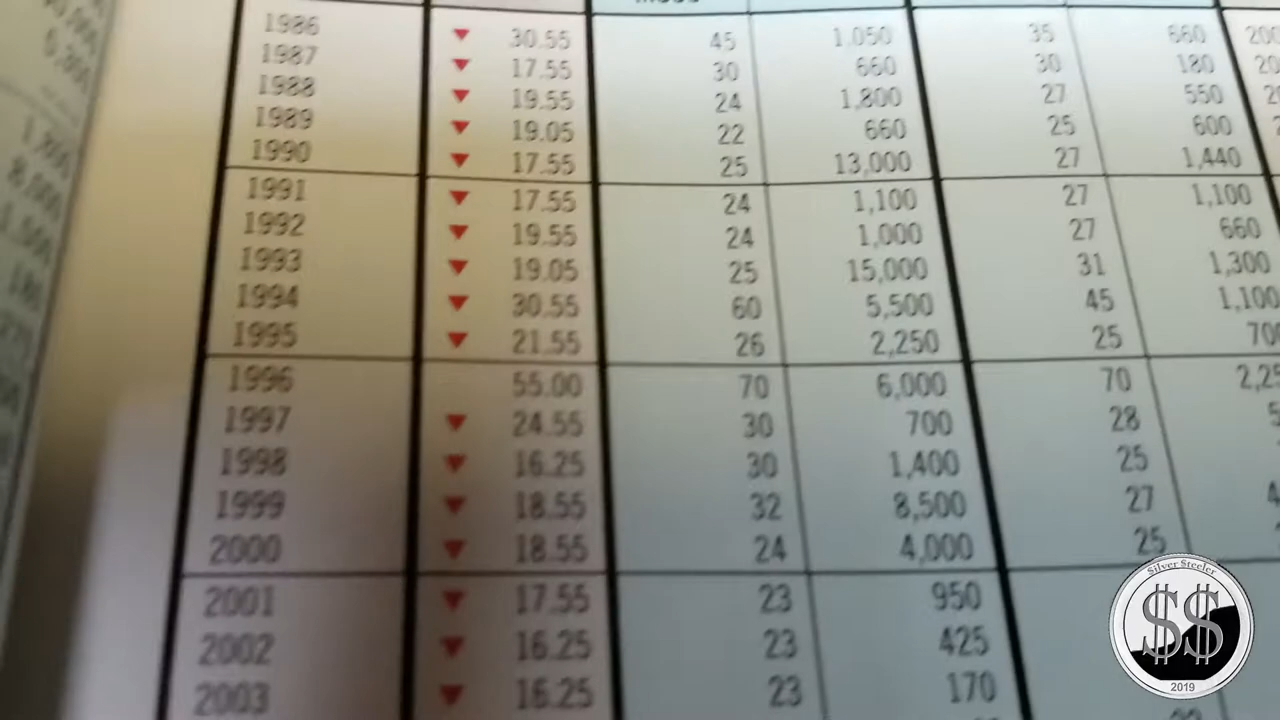 1986 ▼ 30.55 45 1,050 35 660
1987 ▼ 17.55 30 660 30 180
1988 ▼ 19.55 24 1,800 27 550
1989 ▼ 19.05 22 660 25 600
1990 ▼ 17.55 25 13,000 27 1,440
1991 ▼ 17.55 24 1,100 27 1,100
1992 ▼ 19.55 24 1,000 27 660
1993 ▼ 19.05 25 15,000 31 1,300
1994 ▼ 30.55 60 5,500 45 1,100
1995 ▼ 21.55 26 2,250 25 700
1996 55.00 70 6,000 70 2,25
1997 ▼ 24.55 30 700 28 5
1998 ▼ 16.25 30 1,400 25
1999 ▼ 18.55 32 8,500 27 4
2000 ▼ 18.55 24 4,000 25
2001 ▼ 17.55 23 950
2002 ▼ 16.25 23 425
2003 ▼ 16.25 23 170
Silver Steeler
$$
2019